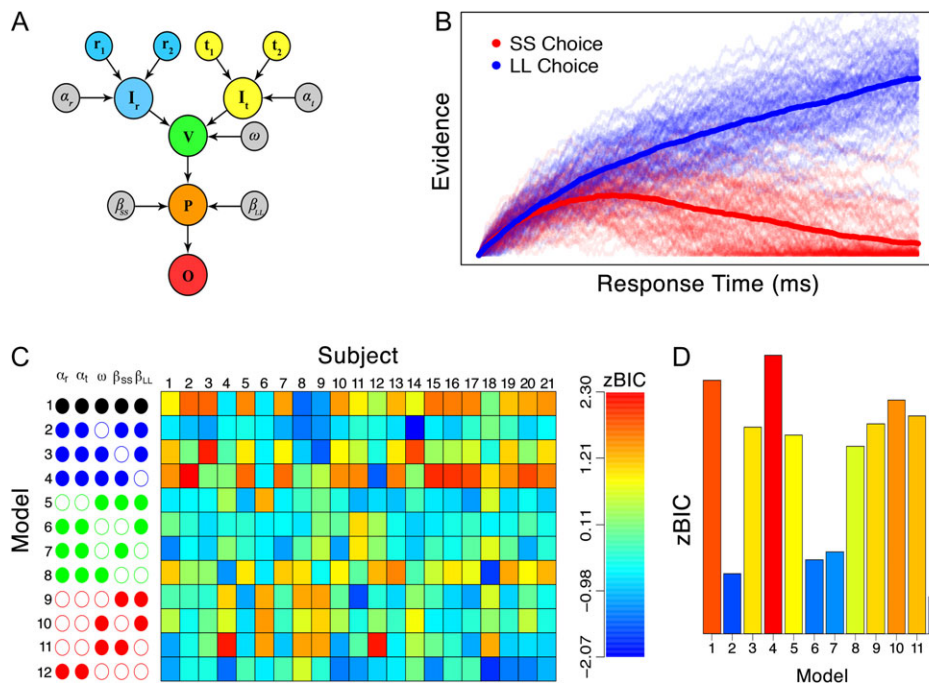 A
r1 r2 t1 t2
αr Ir It αt
V ω
βSS P βLL
O
B
SS Choice
LL Choice
Evidence
Response Time (ms)
C
Subject
αr αt ω βSS βLL
1 2 3 4 5 6 7 8 9 10 11 12 13 14 15 16 17 18 19 20 21
Model
1
2
3
4
5
6
7
8
9
10
11
12
zBIC
2.30
1.21
0.11
−0.98
−2.07
D
zBIC
1 2 3 4 5 6 7 8 9 10 11
Model